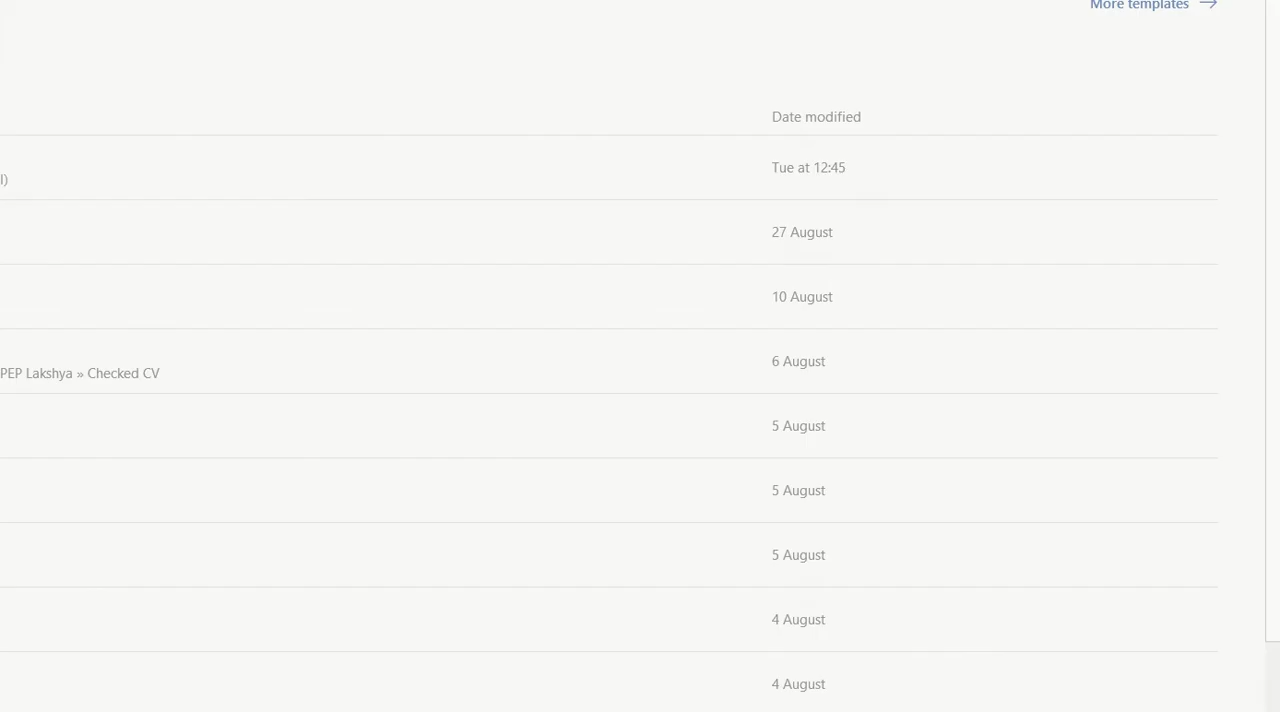 More templates
Date modified
Tue at 12:45
l)
27 August
10 August
6 August
PEP Lakshya » Checked CV
5 August
5 August
5 August
4 August
4 August